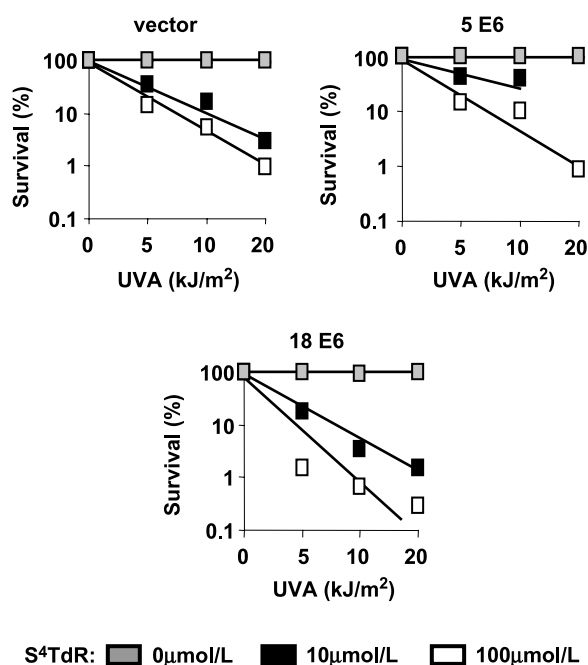 vector
Survival (%)
100
10
1
0.1
0 5 10 20
UVA (kJ/m²)
5 E6
Survival (%)
100
10
1
0.1
0 5 10 20
UVA (kJ/m²)
18 E6
Survival (%)
100
10
1
0.1
0 5 10 20
UVA (kJ/m²)
S⁴TdR: 0μmol/L 10μmol/L 100μmol/L